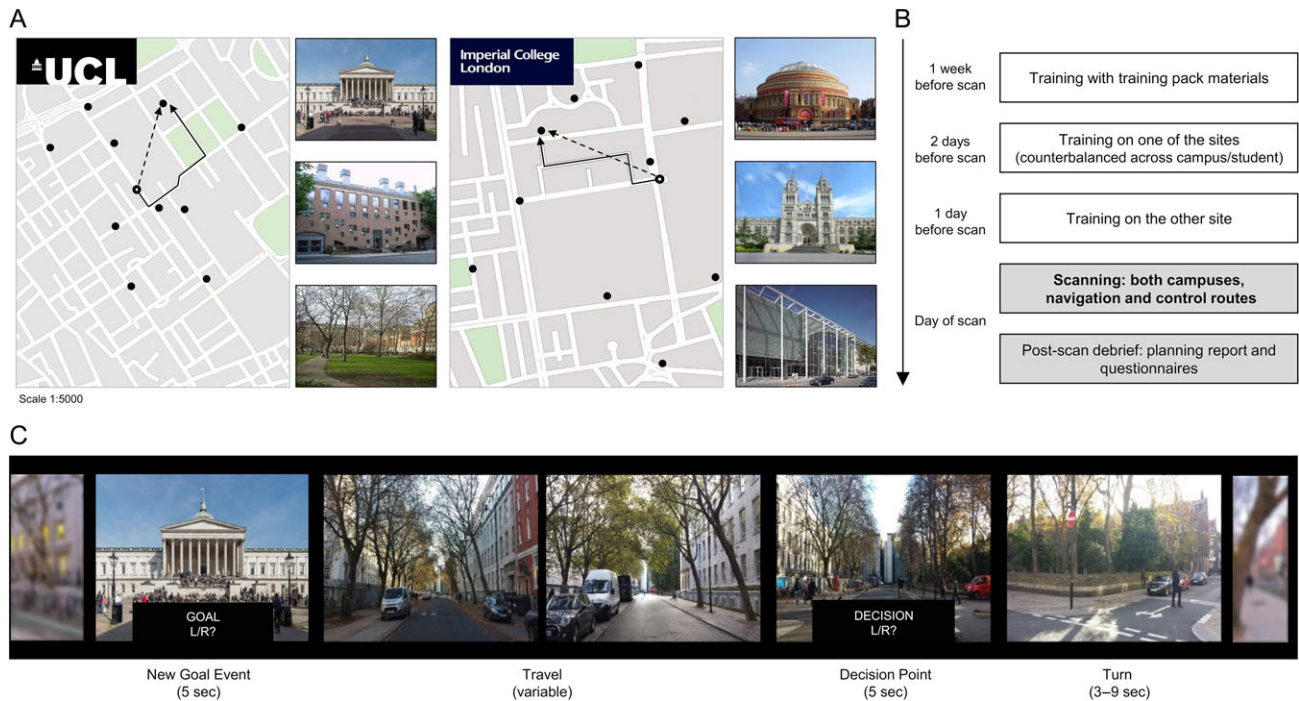 A
UCL
Imperial College
London
Scale 1:5000
B
1 week
before scan
Training with training pack materials
2 days
before scan
Training on one of the sites
(counterbalanced across campus/student)
1 day
before scan
Training on the other site
Day of scan
Scanning: both campuses,
navigation and control routes
Post-scan debrief: planning report and
questionnaires
C
GOAL
L/R?
DECISION
L/R?
New Goal Event
(5 sec)
Travel
(variable)
Decision Point
(5 sec)
Turn
(3–9 sec)